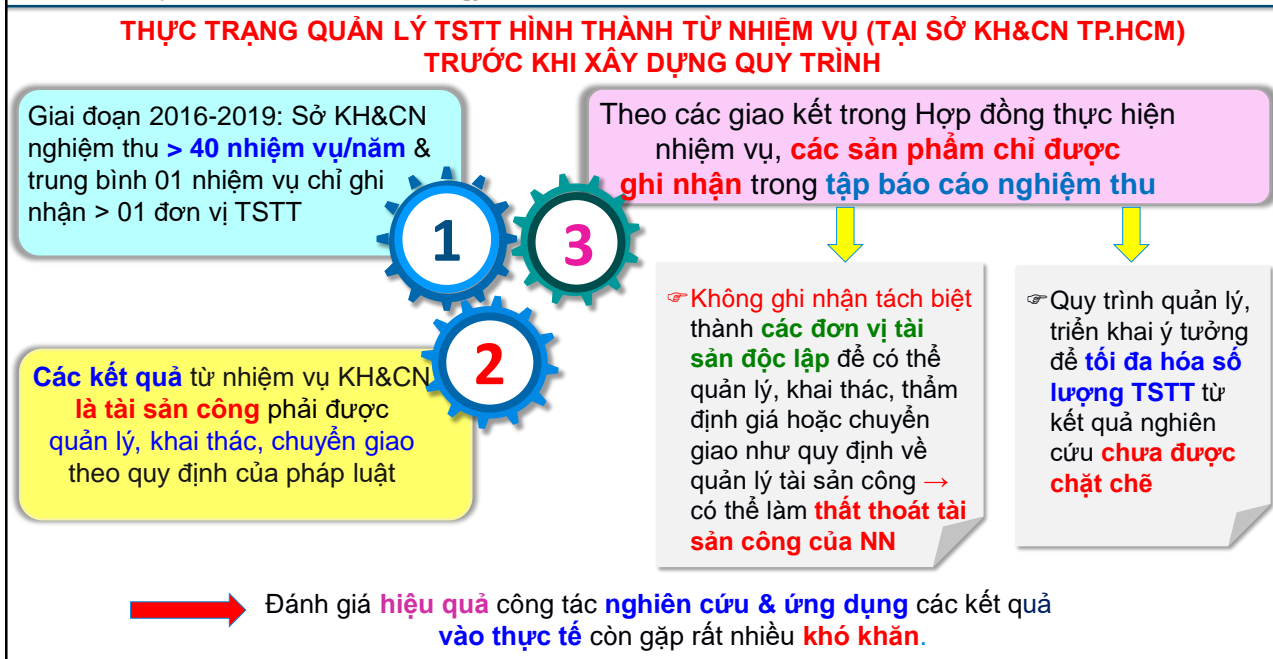 THỰC TRẠNG QUẢN LÝ TSTT HÌNH THÀNH TỪ NHIỆM VỤ (TẠI SỞ KH&CN TP.HCM)
TRƯỚC KHI XÂY DỰNG QUY TRÌNH
Giai đoạn 2016-2019: Sở KH&CN
nghiệm thu > 40 nhiệm vụ/năm &
trung bình 01 nhiệm vụ chỉ ghi
nhận > 01 đơn vị TSTT
1
2
Các kết quả từ nhiệm vụ KH&CN
là tài sản công phải được
quản lý, khai thác, chuyển giao
theo quy định của pháp luật
3
Theo các giao kết trong Hợp đồng thực hiện
nhiệm vụ, các sản phẩm chỉ được
ghi nhận trong tập báo cáo nghiệm thu
☞Không ghi nhận tách biệt
thành các đơn vị tài
sản độc lập để có thể
quản lý, khai thác, thẩm
định giá hoặc chuyển
giao như quy định về
quản lý tài sản công →
có thể làm thất thoát tài
sản công của NN
☞Quy trình quản lý,
triển khai ý tưởng
để tối đa hóa số
lượng TSTT từ
kết quả nghiên
cứu chưa được
chặt chẽ
Đánh giá hiệu quả công tác nghiên cứu & ứng dụng các kết quả
vào thực tế còn gặp rất nhiều khó khăn.